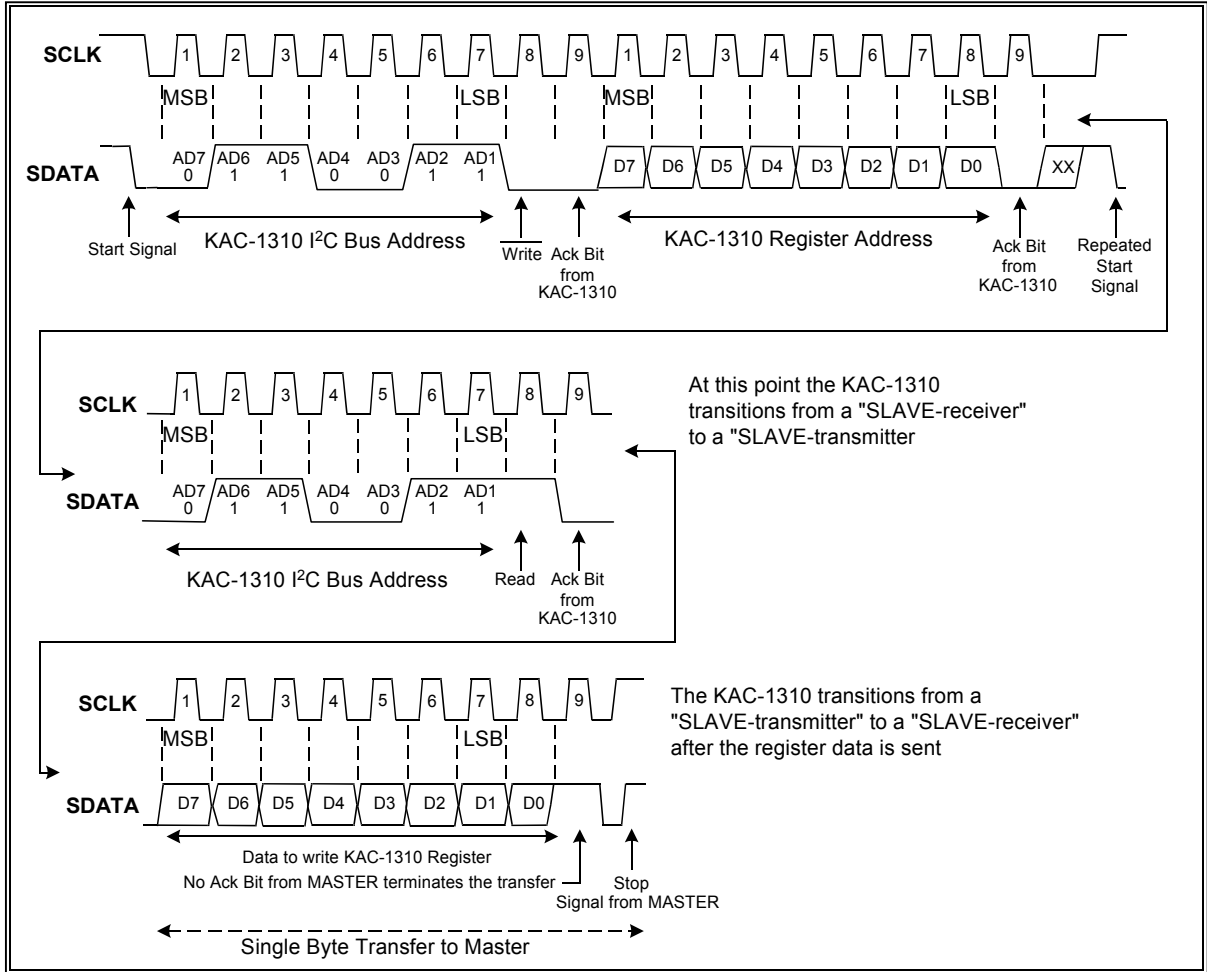 SCLK
1 2 3 4 5 6 7 8 9 1 2 3 4 5 6 7 8 9
MSB LSB MSB LSB
SDATA
AD7 AD6 AD5 AD4 AD3 AD2 AD1
0 1 1 0 0 1 1
D7 D6 D5 D4 D3 D2 D1 D0 XX
Start Signal
KAC-1310 I²C Bus Address
Write
Ack Bit
from
KAC-1310
KAC-1310 Register Address
Ack Bit
from
KAC-1310
Repeated
Start
Signal
SCLK
1 2 3 4 5 6 7 8 9
MSB LSB
At this point the KAC-1310
transitions from a "SLAVE-receiver"
to a "SLAVE-transmitter
SDATA
AD7 AD6 AD5 AD4 AD3 AD2 AD1
0 1 1 0 0 1 1
KAC-1310 I²C Bus Address
Read
Ack Bit
from
KAC-1310
SCLK
1 2 3 4 5 6 7 8 9
MSB LSB
The KAC-1310 transitions from a
"SLAVE-transmitter" to a "SLAVE-receiver"
after the register data is sent
SDATA
D7 D6 D5 D4 D3 D2 D1 D0
Data to write KAC-1310 Register
No Ack Bit from MASTER terminates the transfer
Stop
Signal from MASTER
Single Byte Transfer to Master